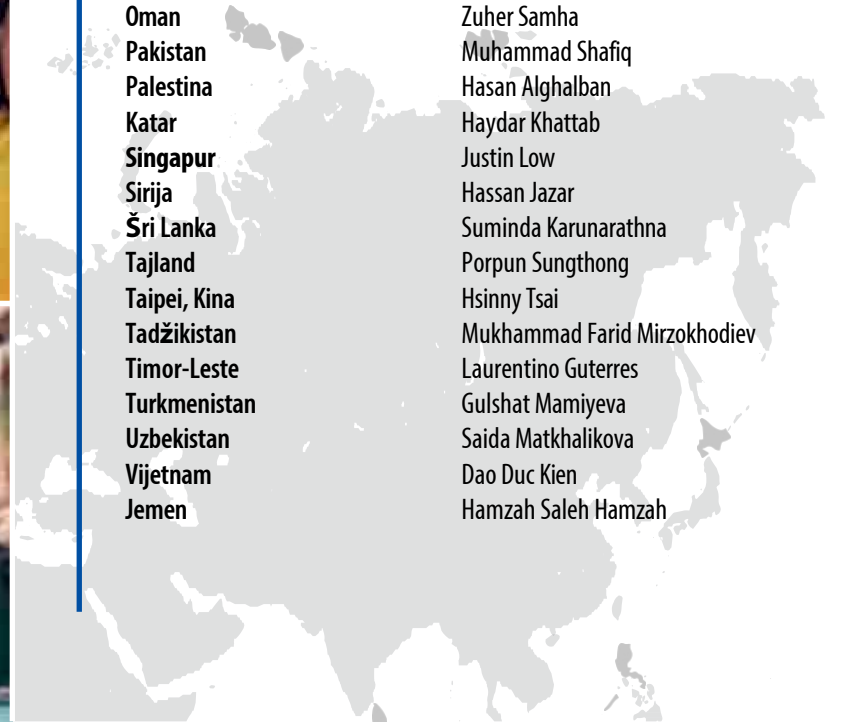 Oman Zuher Samha
Pakistan Muhammad Shafiq
Palestina Hasan Alghalban
Katar Haydar Khattab
Singapur Justin Low
Sirija Hassan Jazar
Šri Lanka Suminda Karunarathna
Tajland Porpun Sungthong
Taipei, Kina Hsinny Tsai
Tadžikistan Mukhammad Farid Mirzokhodiev
Timor-Leste Laurentino Guterres
Turkmenistan Gulshat Mamiyeva
Uzbekistan Saida Matkhalikova
Vijetnam Dao Duc Kien
Jemen Hamzah Saleh Hamzah